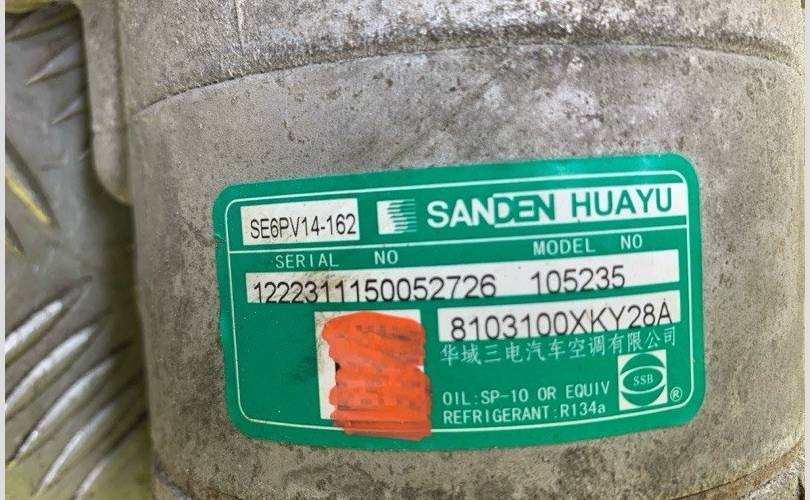 SE6PV14-162
SANDEN HUAYU
SERIAL NO MODEL NO
1222311150052726 105235
8103100XKY28A
华域三电汽车空调有限公司
OIL:SP-10 OR EQUIV
REFRIGERANT:R134a
SSB ®